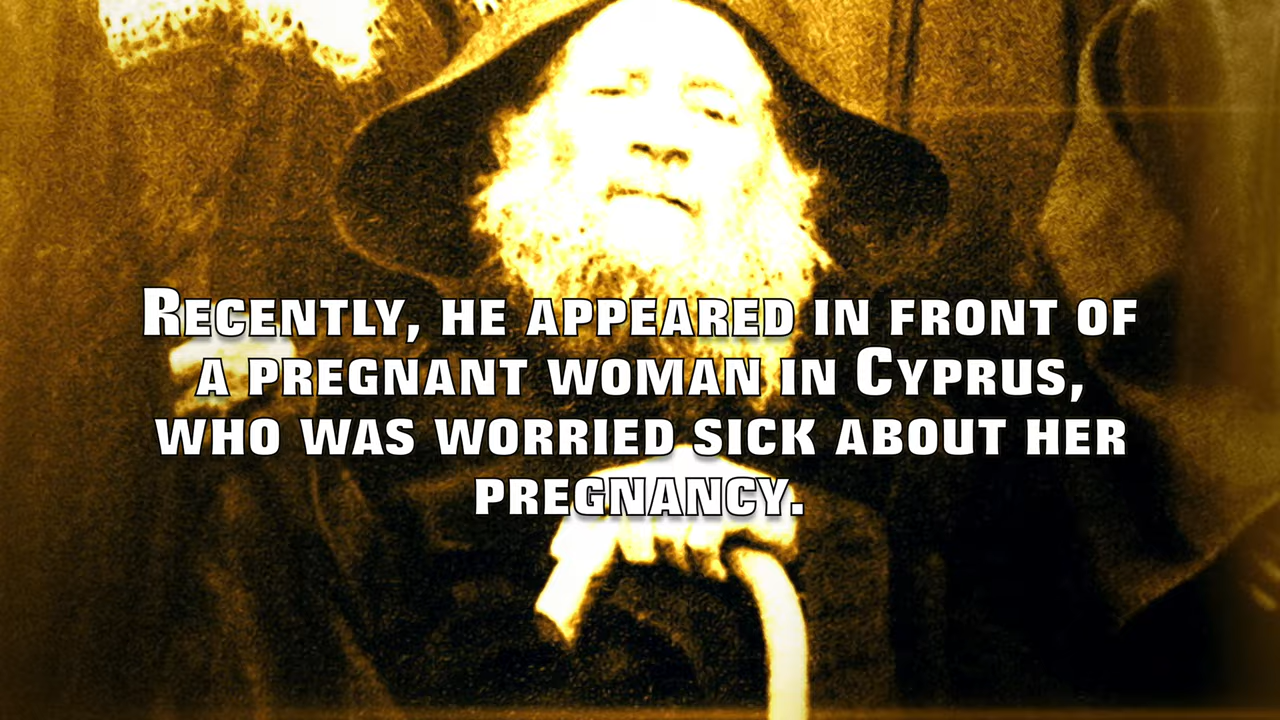 Recently, he appeared in front of
a pregnant woman in Cyprus,
who was worried sick about her
pregnancy.